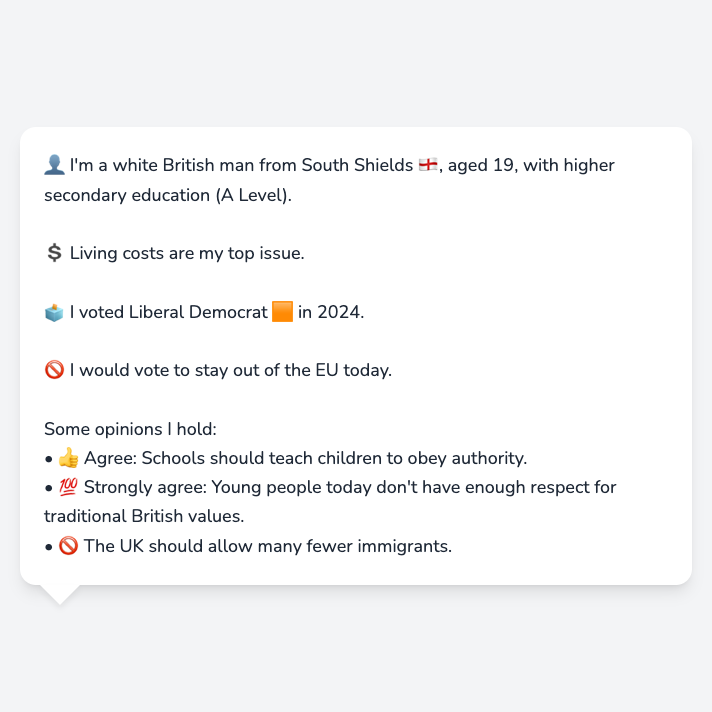 👤 I'm a white British man from South Shields 🏴󠁧󠁢󠁥󠁮󠁧󠁿, aged 19, with higher
secondary education (A Level).
💲 Living costs are my top issue.
🗳️ I voted Liberal Democrat 🟧 in 2024.
🚫 I would vote to stay out of the EU today.
Some opinions I hold:
• 👍 Agree: Schools should teach children to obey authority.
• 💯 Strongly agree: Young people today don't have enough respect for
traditional British values.
• 🚫 The UK should allow many fewer immigrants.